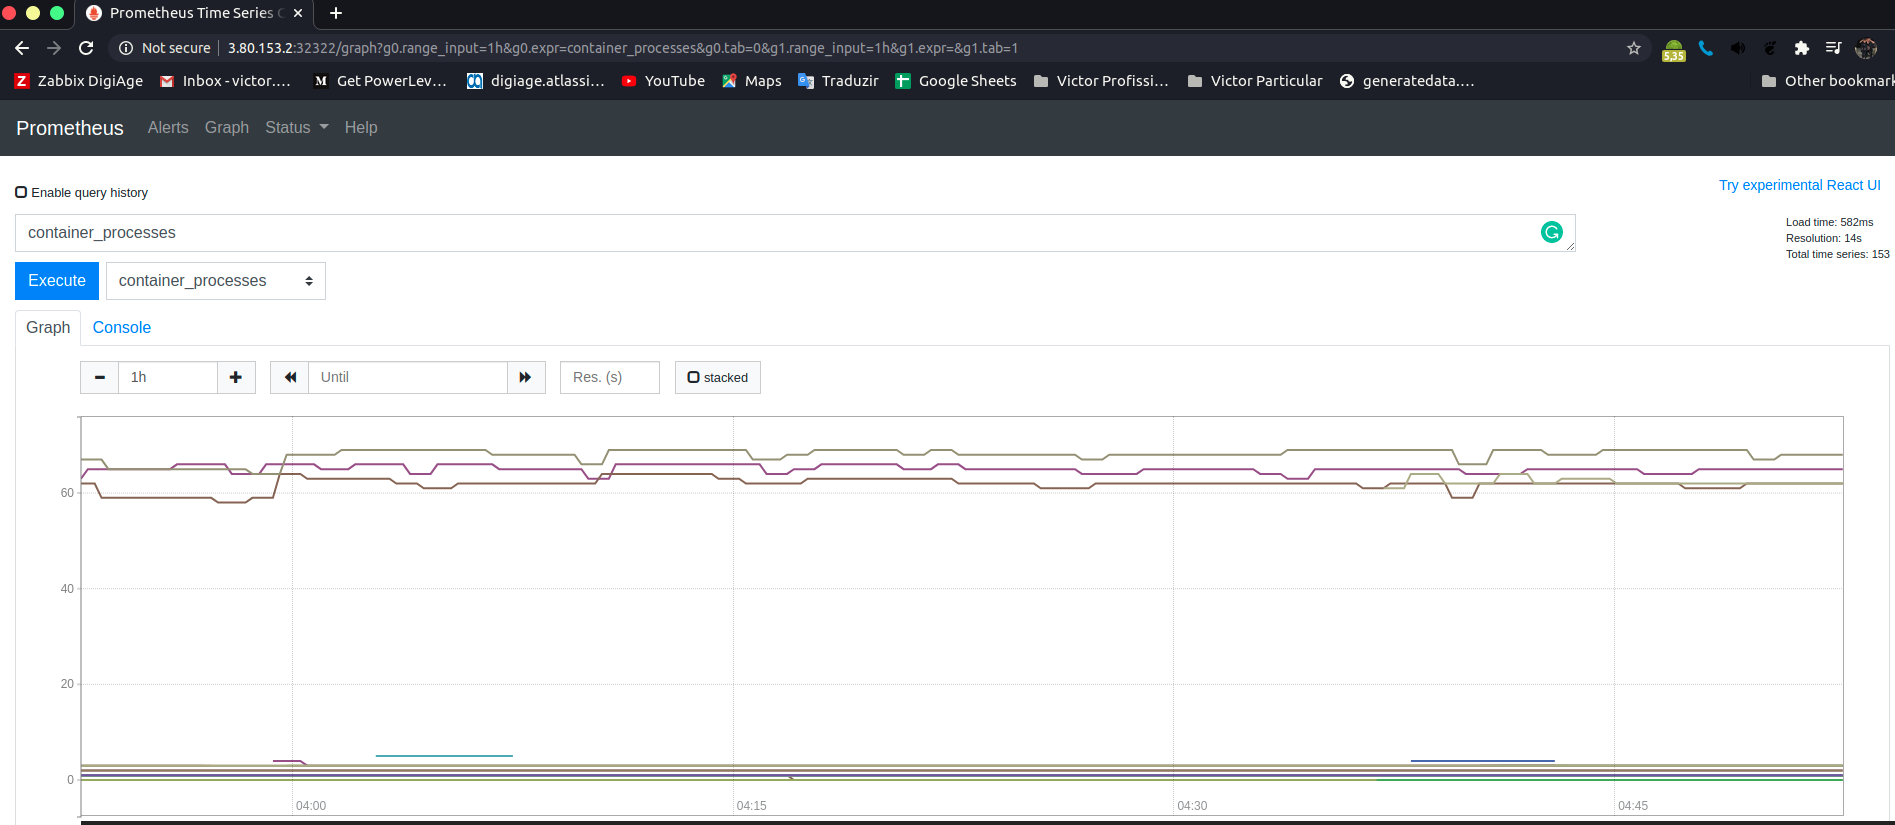 Prometheus Time Series C
Not secure 3.80.153.2:32322/graph?g0.range_input=1h&g0.expr=container_processes&g0.tab=0&g1.range_input=1h&g1.expr=&g1.tab=1
5,35
Zabbix DigiAge Inbox - victor.... Get PowerLev... digiage.atlassi... YouTube Maps Traduzir Google Sheets Victor Profissi... Victor Particular generatedata.... Other bookmark
Prometheus Alerts Graph Status Help
Enable query history
Try experimental React UI
container_processes
Load time: 582ms
Resolution: 14s
Total time series: 153
Execute container_processes
Graph Console
1h Until Res. (s) stacked
60
40
20
0
04:00 04:15 04:30 04:45